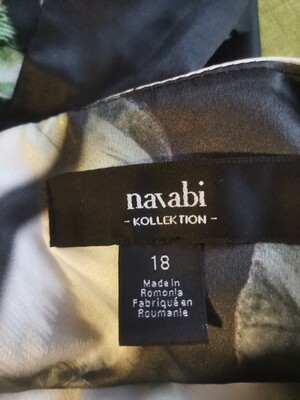 navabi
- KOLLEKTION -
18
Made in
Romania
Fabriqué en
Roumanie